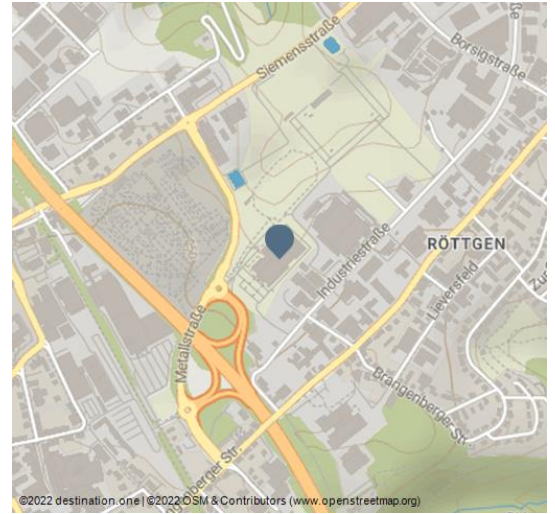 Siemensstraße
Borsigstraße
Industriestraße
RÖTTGEN
Lieversfeld
Metallstraße
Brangenberger Str.
©2022 destination.one | ©2022 OSM & Contributors (www.openstreetmap.org)